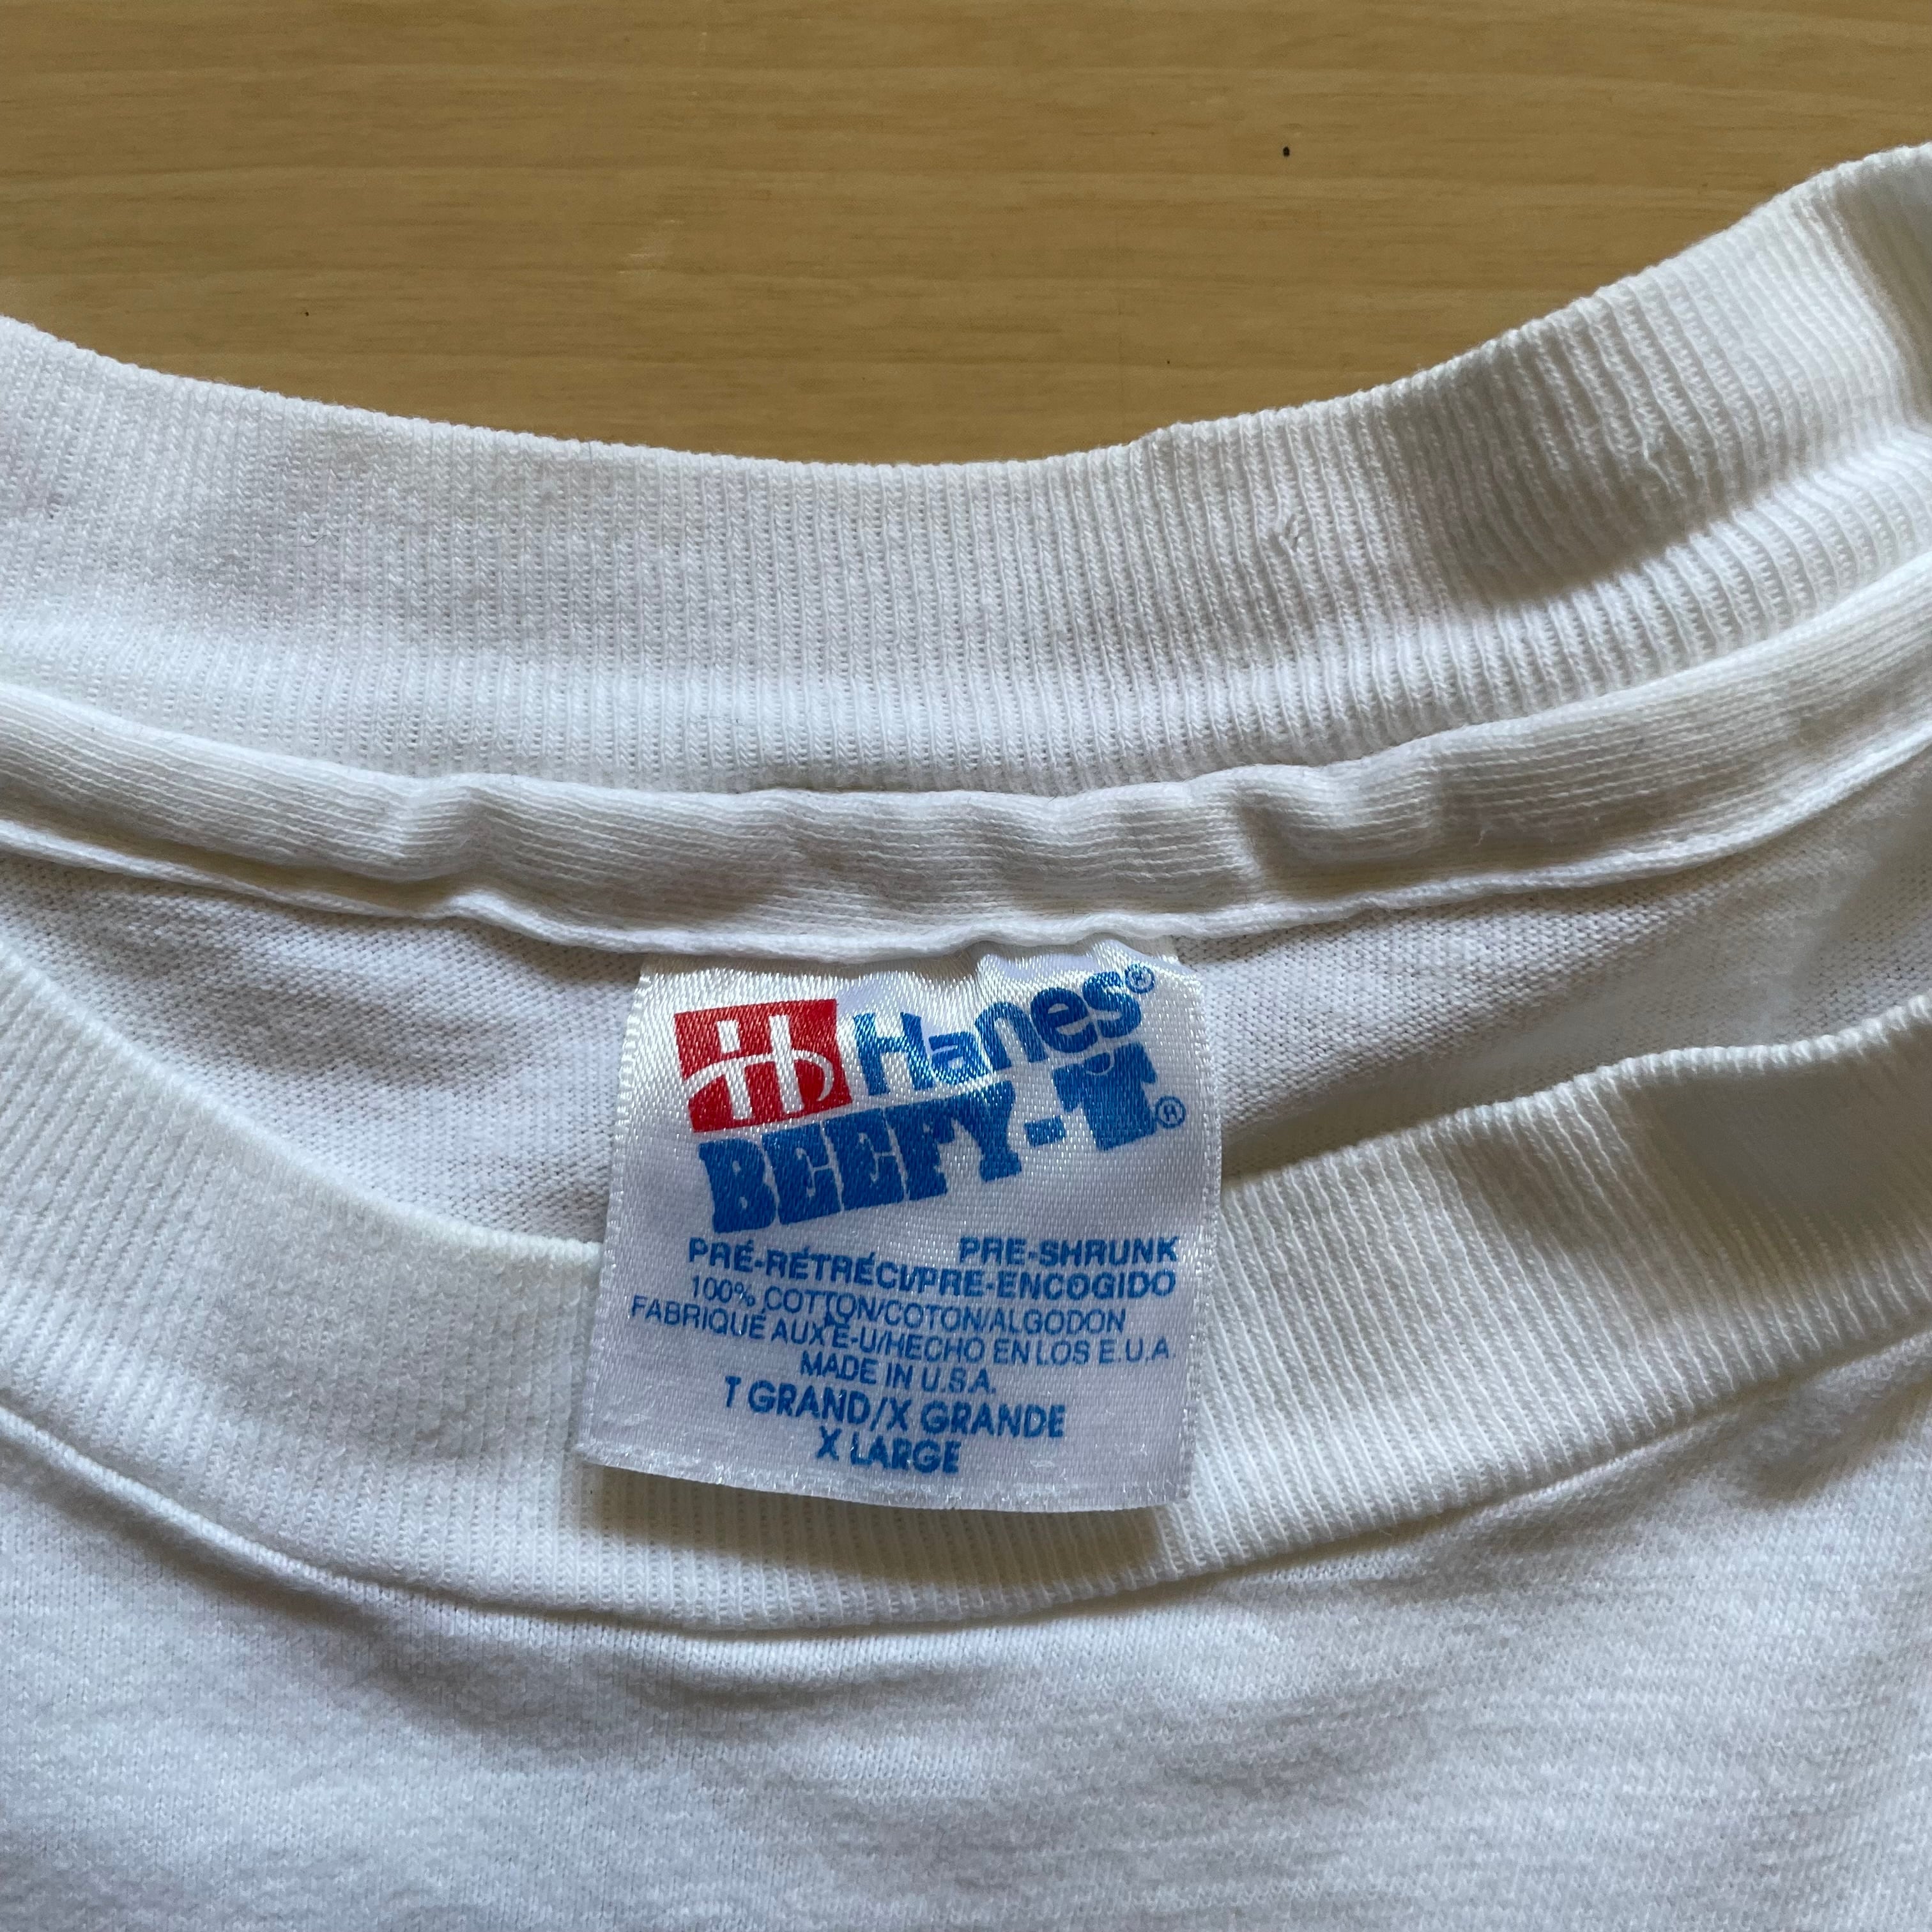 Hanes®
BEEFY-T®
PRE-SHRUNK
PRÉ-RÉTRÉCI/PRE-ENCOGIDO
100% COTTON/COTON/ALGODON
FABRIQUÉ AUX É-U/HECHO EN LOS E.U.A.
MADE IN U.S.A.
T GRAND/X GRANDE
X LARGE